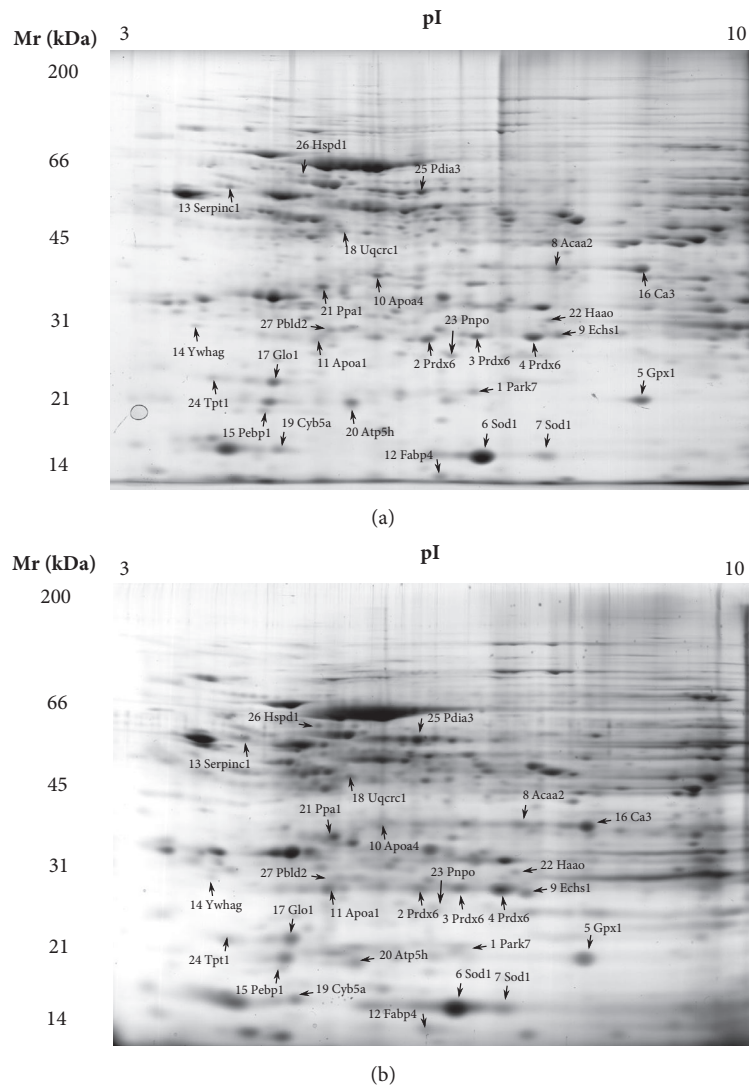 pI
Mr (kDa) 3 10
200
66
45
31
21
14
26 Hspd1
25 Pdia3
13 Serpinc1
18 Uqcrc1
8 Acaa2
16 Ca3
10 Apoa4
21 Ppa1
22 Haao
23 Pnpo
27 Pbld2
9 Echs1
14 Ywhag
11 Apoa1
2 Prdx6
3 Prdx6
4 Prdx6
17 Glo1
1 Park7
5 Gpx1
24 Tpt1
15 Pebp1
19 Cyb5a
20 Atp5h
6 Sod1
7 Sod1
12 Fabp4
(a)
pI
Mr (kDa) 3 10
200
66
45
31
21
14
26 Hspd1
25 Pdia3
13 Serpinc1
18 Uqcrc1
8 Acaa2
21 Ppa1
16 Ca3
10 Apoa4
22 Haao
23 Pnpo
27 Pbld2
9 Echs1
14 Ywhag
11 Apoa1
2 Prdx6
3 Prdx6
4 Prdx6
17 Glo1
5 Gpx1
1 Park7
24 Tpt1
20 Atp5h
6 Sod1
7 Sod1
15 Pebp1
19 Cyb5a
12 Fabp4
(b)